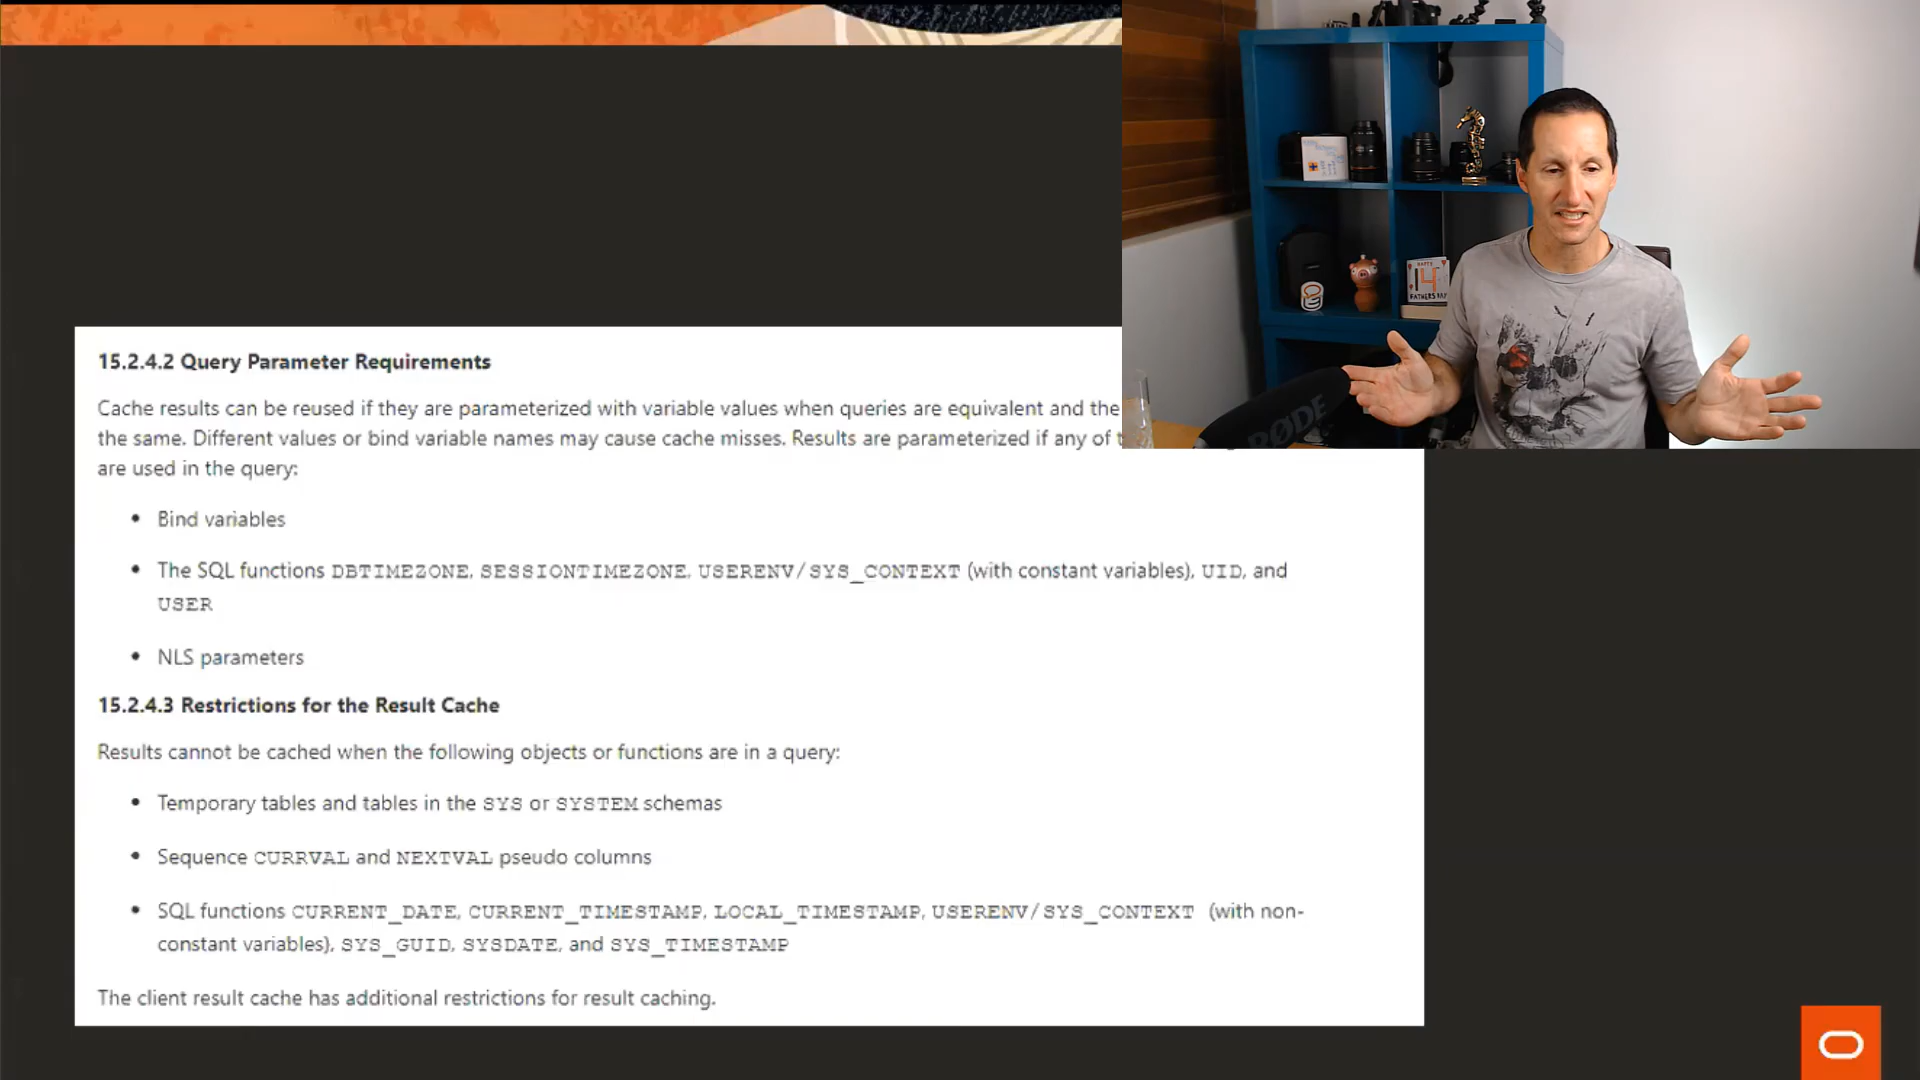 15.2.4.2 Query Parameter Requirements
Cache results can be reused if they are parameterized with variable values when queries are equivalent and the
the same. Different values or bind variable names may cause cache misses. Results are parameterized if any of
are used in the query:
• Bind variables
• The SQL functions DBTIMEZONE, SESSIONTIMEZONE, USERENV/SYS_CONTEXT (with constant variables), UID, and
USER
• NLS parameters
15.2.4.3 Restrictions for the Result Cache
Results cannot be cached when the following objects or functions are in a query:
• Temporary tables and tables in the SYS or SYSTEM schemas
• Sequence CURRVAL and NEXTVAL pseudo columns
• SQL functions CURRENT_DATE, CURRENT_TIMESTAMP, LOCAL_TIMESTAMP, USERENV/SYS_CONTEXT (with non-
constant variables), SYS_GUID, SYSDATE, and SYS_TIMESTAMP
The client result cache has additional restrictions for result caching.
HAPPY
14
FATHERS DAY
RØDE